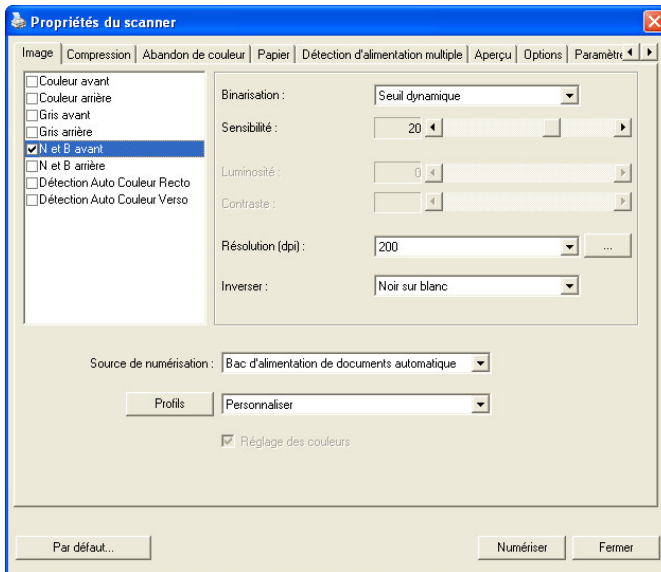 Propriétés du scanner
Image Compression Abandon de couleur Papier Détection d'alimentation multiple Aperçu Options Paramètre
Couleur avant
Couleur arrière
Gris avant
Gris arrière
N et B avant
N et B arrière
Détection Auto Couleur Recto
Détection Auto Couleur Verso
Binarisation : Seuil dynamique
Sensibilité : 20
Luminosité : 0
Contraste :
Résolution (dpi) : 200 ...
Inverser : Noir sur blanc
Source de numérisation : Bac d'alimentation de documents automatique
Profils Personnaliser
Réglage des couleurs
Par défaut... Numériser Fermer